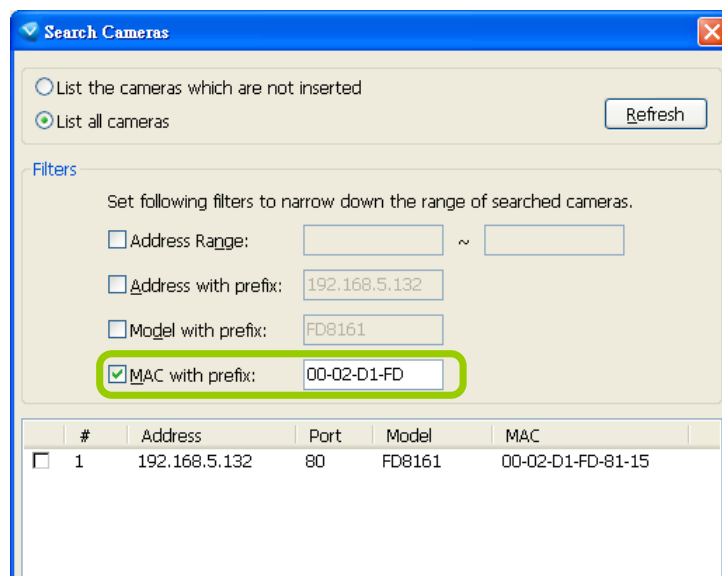 Search Cameras
List the cameras which are not inserted
List all cameras
Refresh
Filters
Set following filters to narrow down the range of searched cameras.
Address Range: ~
Address with prefix: 192.168.5.132
Model with prefix: FD8161
MAC with prefix: 00-02-D1-FD
# Address Port Model MAC
1 192.168.5.132 80 FD8161 00-02-D1-FD-81-15